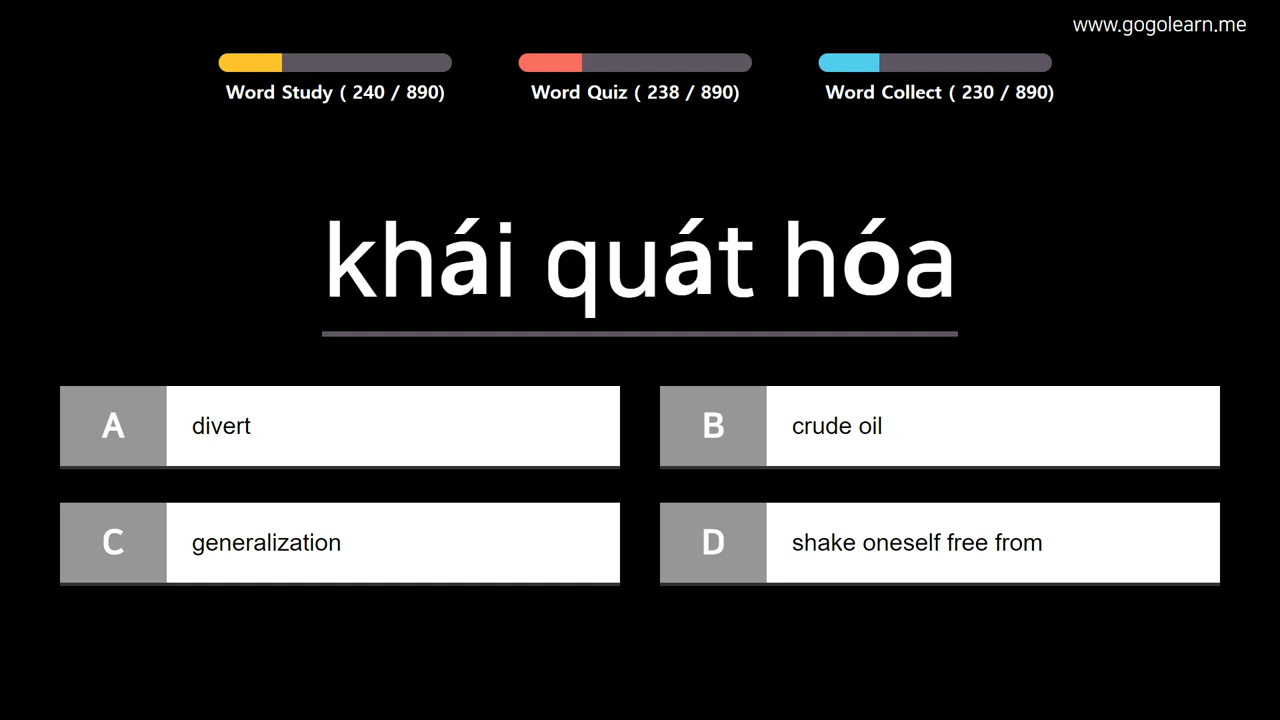 www.gogolearn.me
Word Study ( 240 / 890)
Word Quiz ( 238 / 890)
Word Collect ( 230 / 890)
khái quát hóa
A divert
B crude oil
C generalization
D shake oneself free from